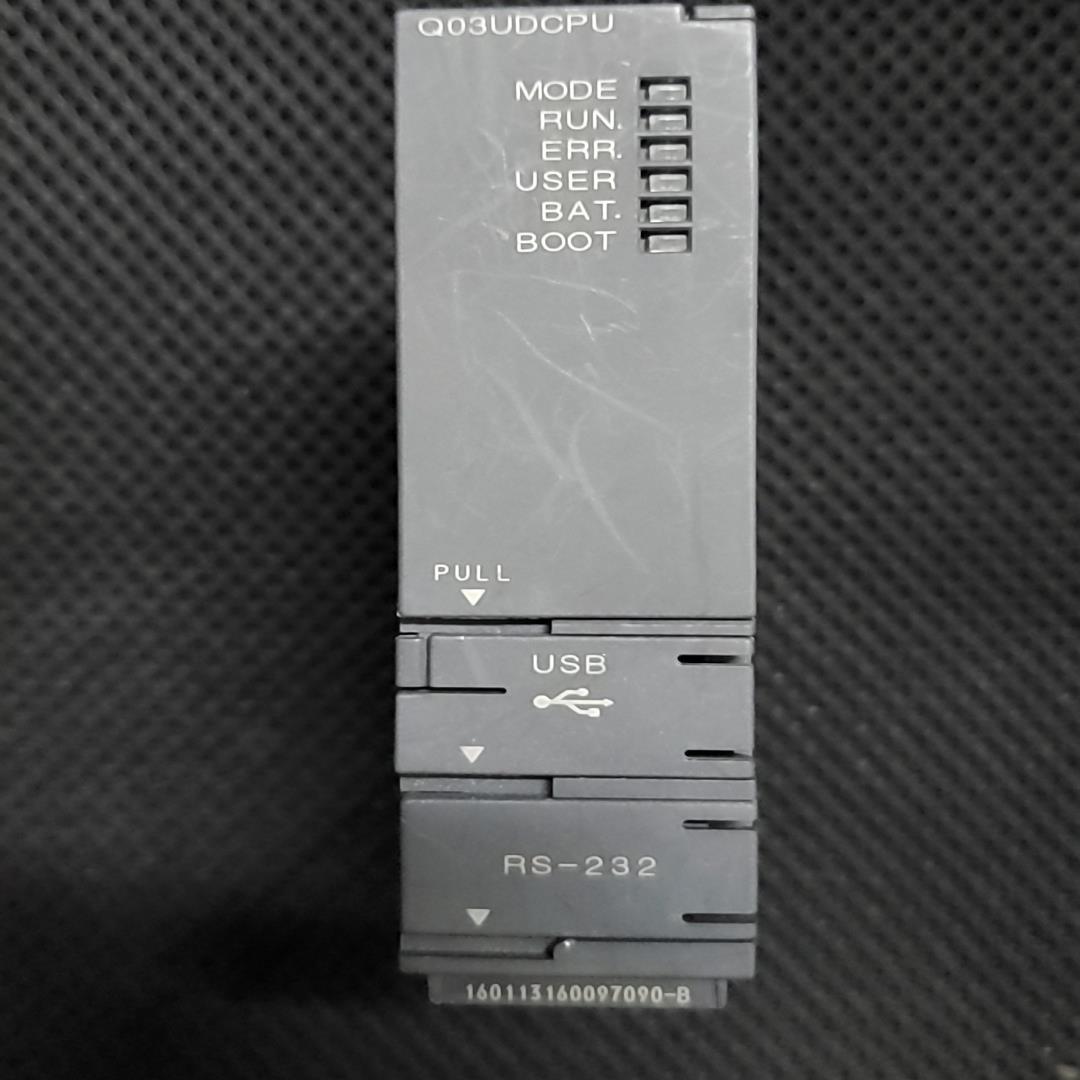 Q03UDCPU
MODE
RUN.
ERR.
USER
BAT.
BOOT
PULL
USB
RS-232
160113160097090-B